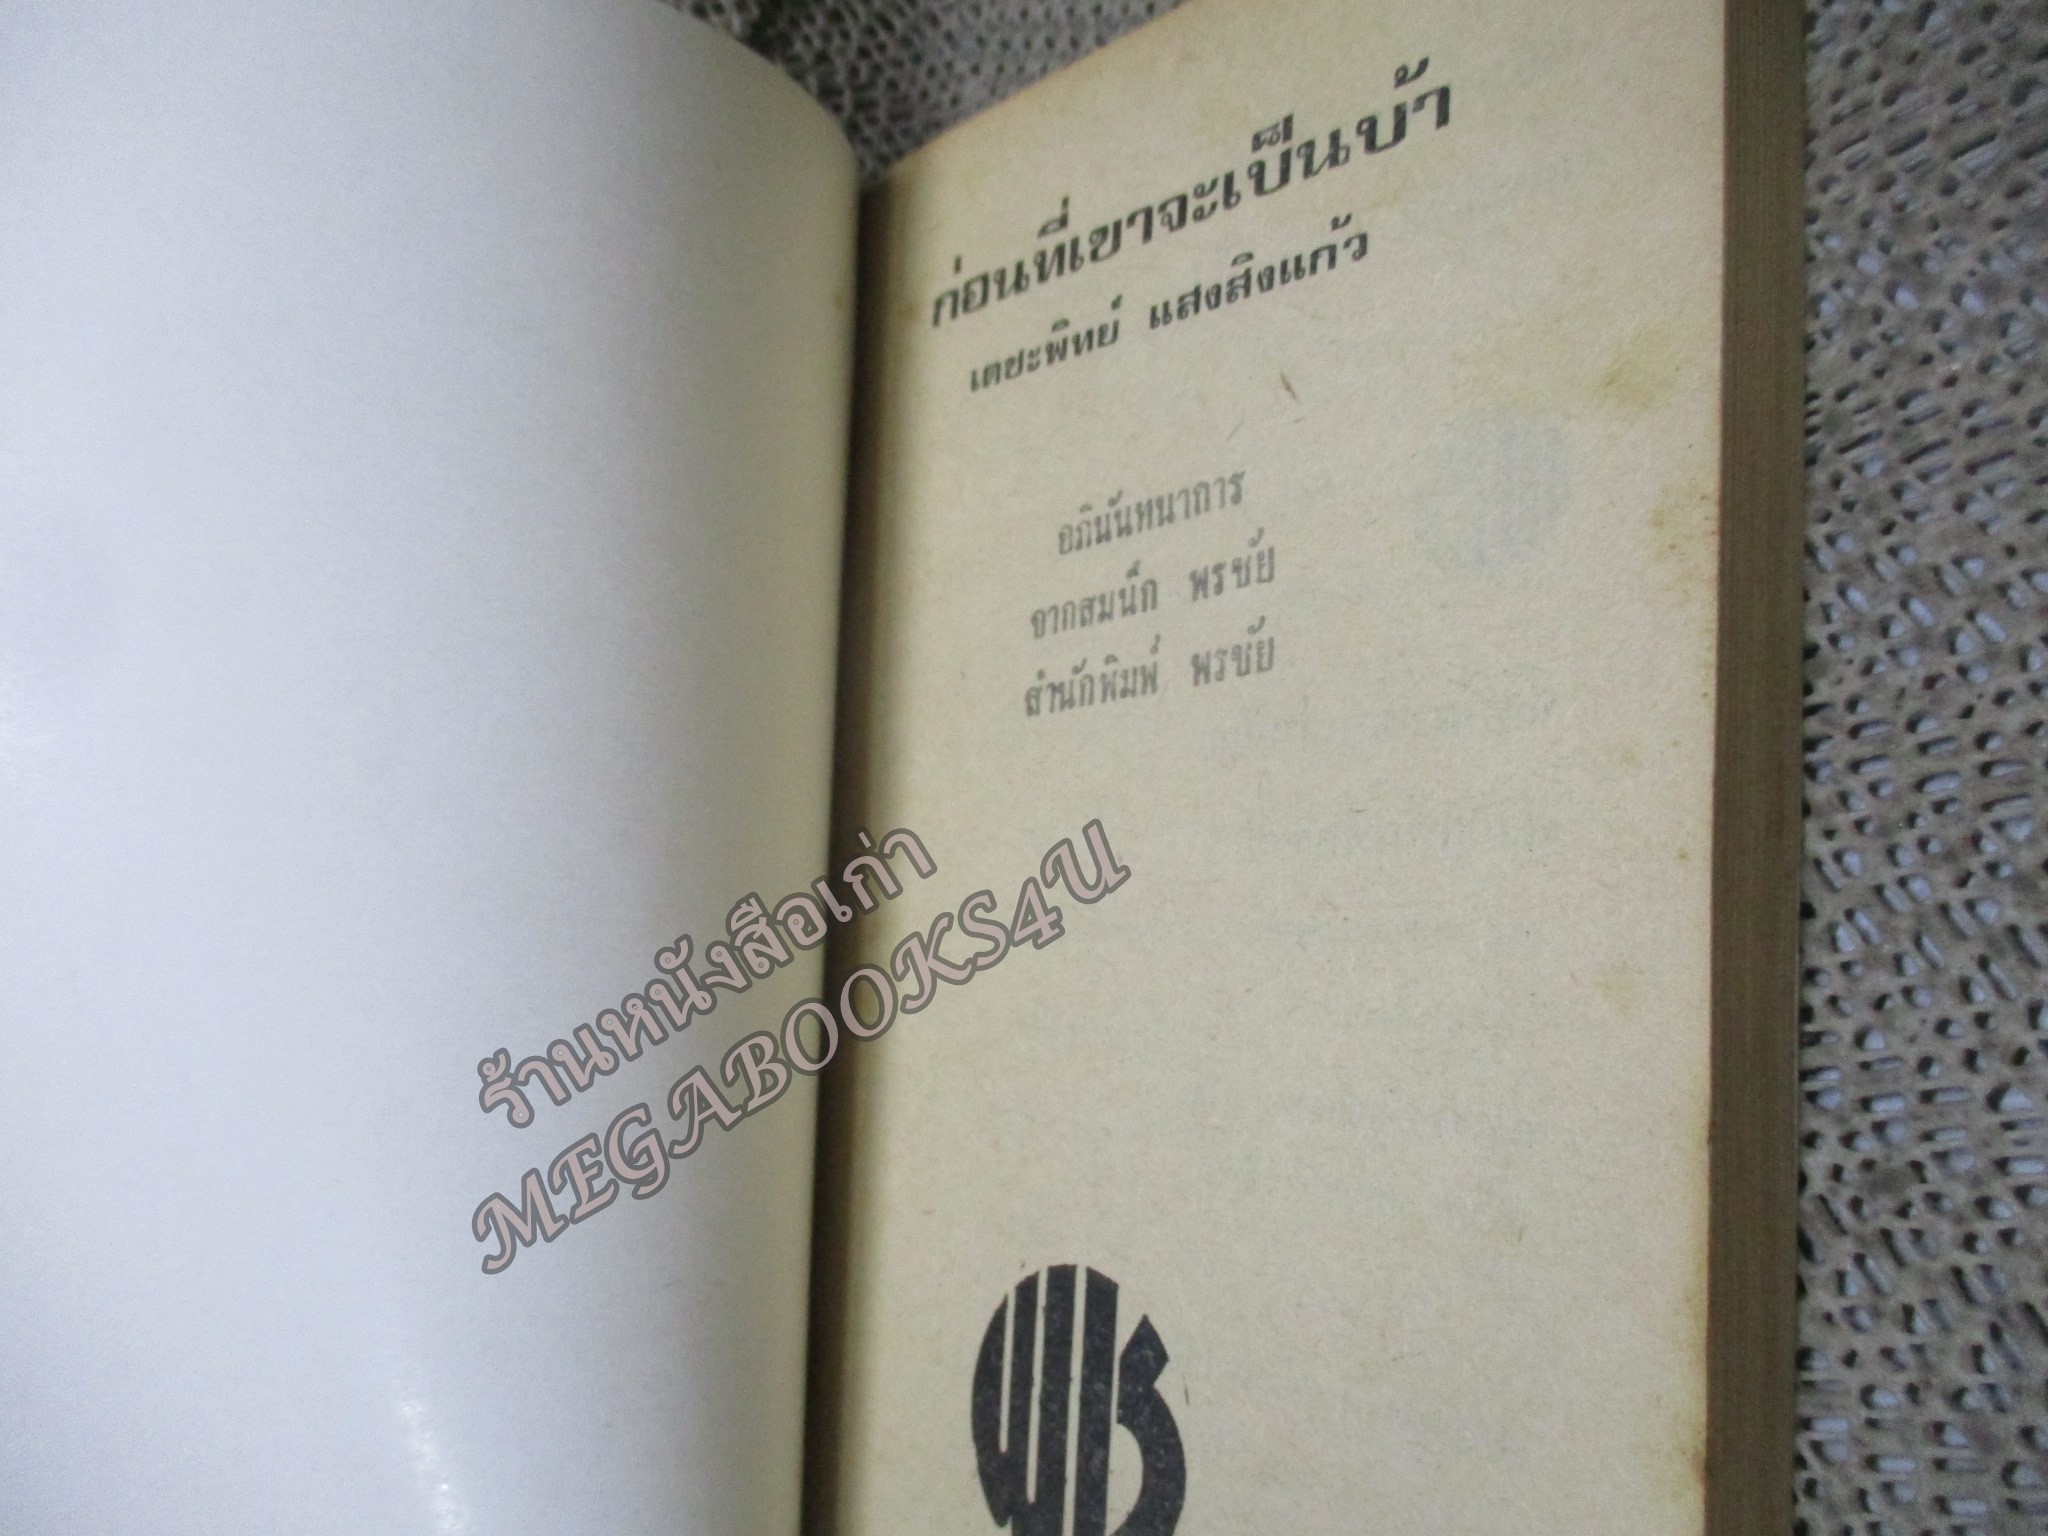 ก่อนที่เขาจะเป็นบ้า
เตชะพิทย์ แสงสิงแก้ว
อภินันทนาการ
จากสมนึก พรชัย
สำนักพิมพ์ พรชัย
ร้านหนังสือเก่า
MEGABOOKS4U